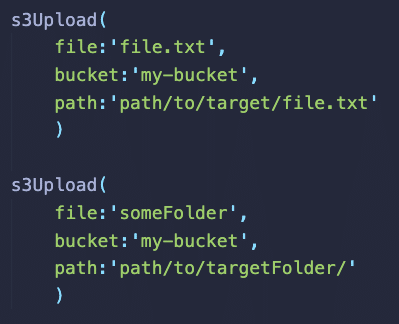 s3Upload(
    file:'file.txt',
    bucket:'my-bucket',
    path:'path/to/target/file.txt'
    )

s3Upload(
    file:'someFolder',
    bucket:'my-bucket',
    path:'path/to/targetFolder/'
    )